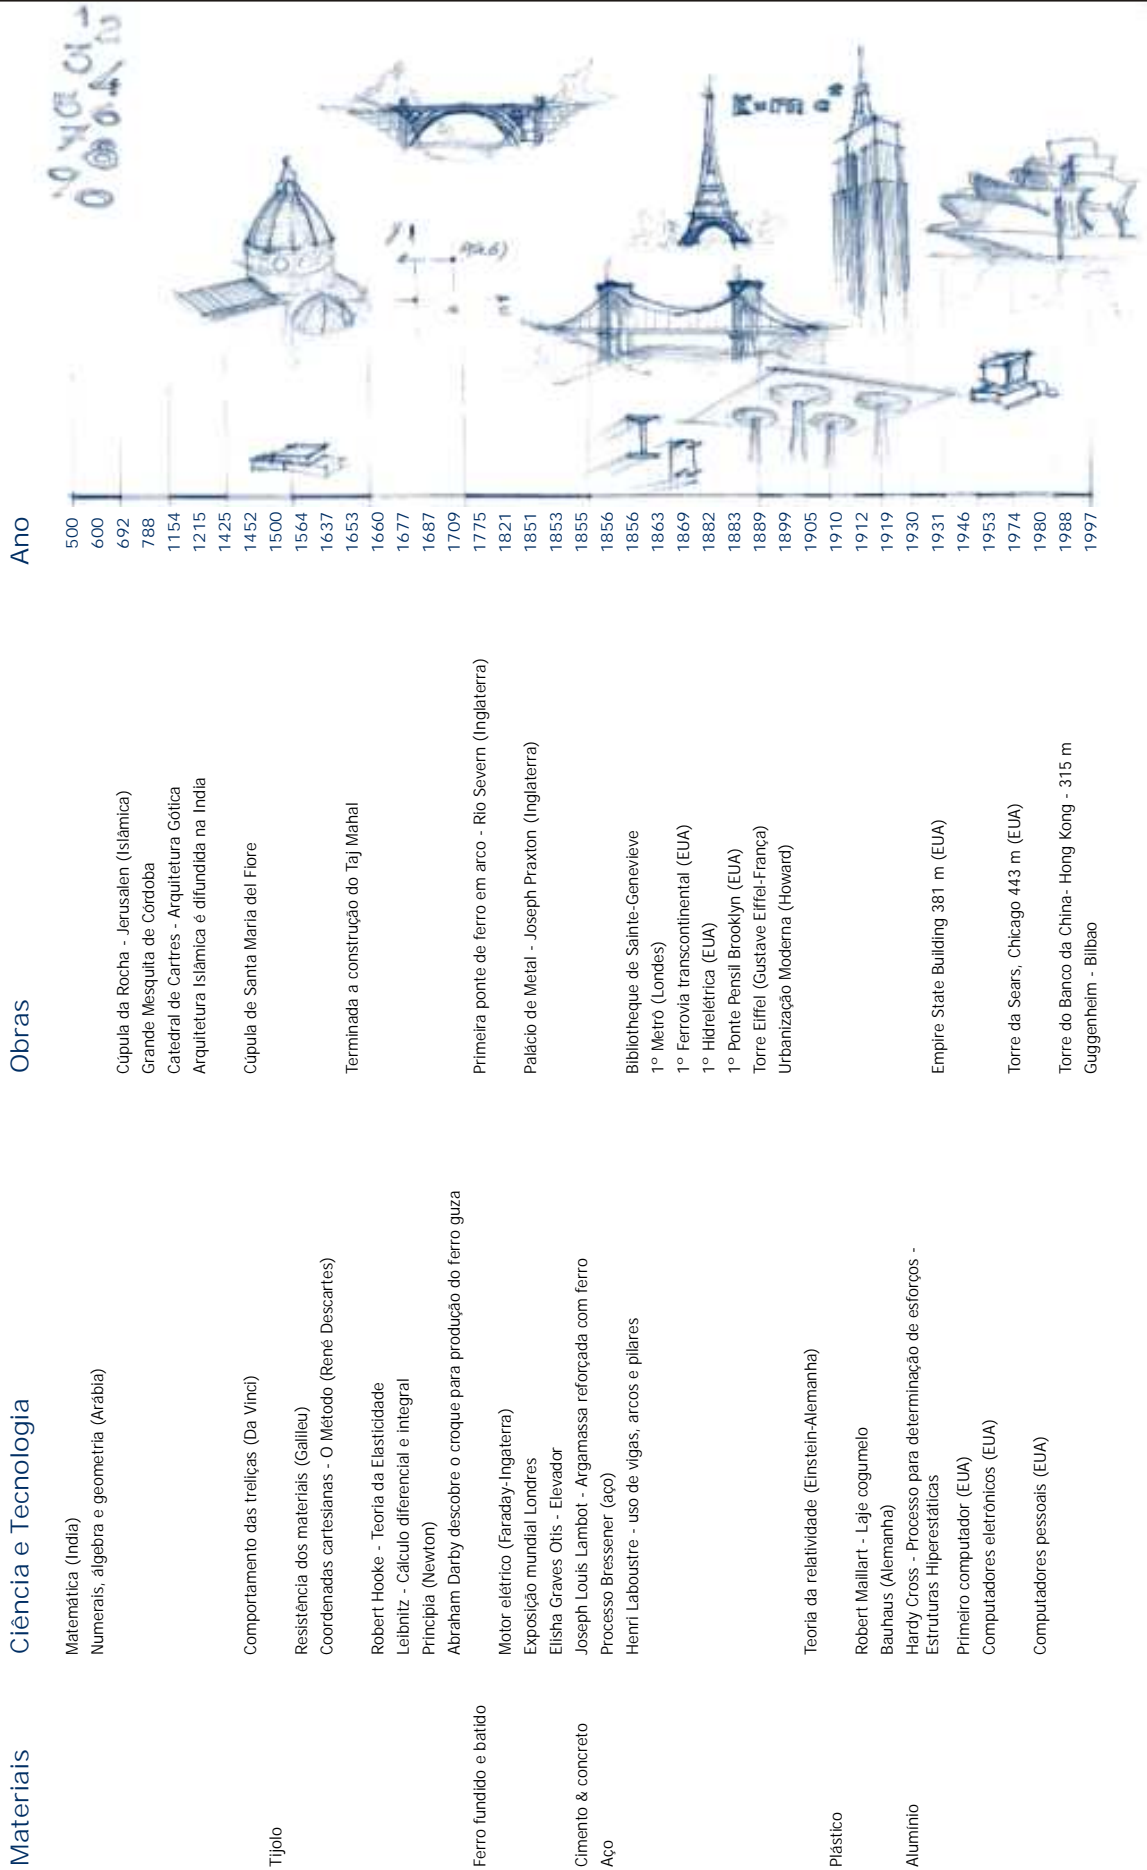 Materiais Ciência e Tecnologia Obras Ano
Matemática (India) 500
Numerais, álgebra e geometria (Arábia) 600
Cúpula da Rocha - Jerusalen (Islâmica) 692
Grande Mesquita de Córdoba 788
Catedral de Cartres - Arquitetura Gótica 1154
Arquitetura Islâmica é difundida na India 1215
1425
Comportamento das treliças (Da Vinci) Cúpula de Santa Maria del Fiore 1452
Tijolo 1500
Resistência dos materiais (Galileu) 1564
Coordenadas cartesianas - O Método (René Descartes) 1637
Terminada a construção do Taj Mahal 1653
Robert Hooke - Teoria da Elasticidade 1660
Leibnitz - Cálculo diferencial e integral 1677
Principia (Newton) 1687
Abraham Darby descobre o croque para produção do ferro guza 1709
Ferro fundido e batido Primeira ponte de ferro em arco - Rio Severn (Inglaterra) 1775
Motor elétrico (Faraday-Ingaterra) 1821
Exposição mundial Londres Palácio de Metal - Joseph Praxton (Inglaterra) 1851
Elisha Graves Otis - Elevador 1853
Cimento & concreto Joseph Louis Lambot - Argamassa reforçada com ferro 1855
Aço Processo Bressener (aço) 1856
Henri Laboustre - uso de vigas, arcos e pilares Bibliotheque de Sainte-Genevieve 1856
1º Metrô (Londes) 1863
1º Ferrovia transcontinental (EUA) 1869
1º Hidrelétrica (EUA) 1882
1º Ponte Pensil Brooklyn (EUA) 1883
Torre Eiffel (Gustave Eiffel-França) 1889
Urbanização Moderna (Howard) 1899
Teoria da relatividade (EInstein-Alemanha) 1905
Plástico 1910
Robert Maillart - Laje cogumelo 1912
Bauhaus (Alemanha) 1919
Aluminio Hardy Cross - Processo para determinação de esforços - 1930
Estruturas Hiperestáticas
Empire State Building 381 m (EUA) 1931
Primeiro computador (EUA) 1946
Computadores eletrônicos (EUA) 1953
Torre da Sears, Chicago 443 m (EUA) 1974
Computadores pessoais (EUA) 1980
Torre do Banco da China- Hong Kong - 315 m 1988
Guggenheim - Bilbao 1997